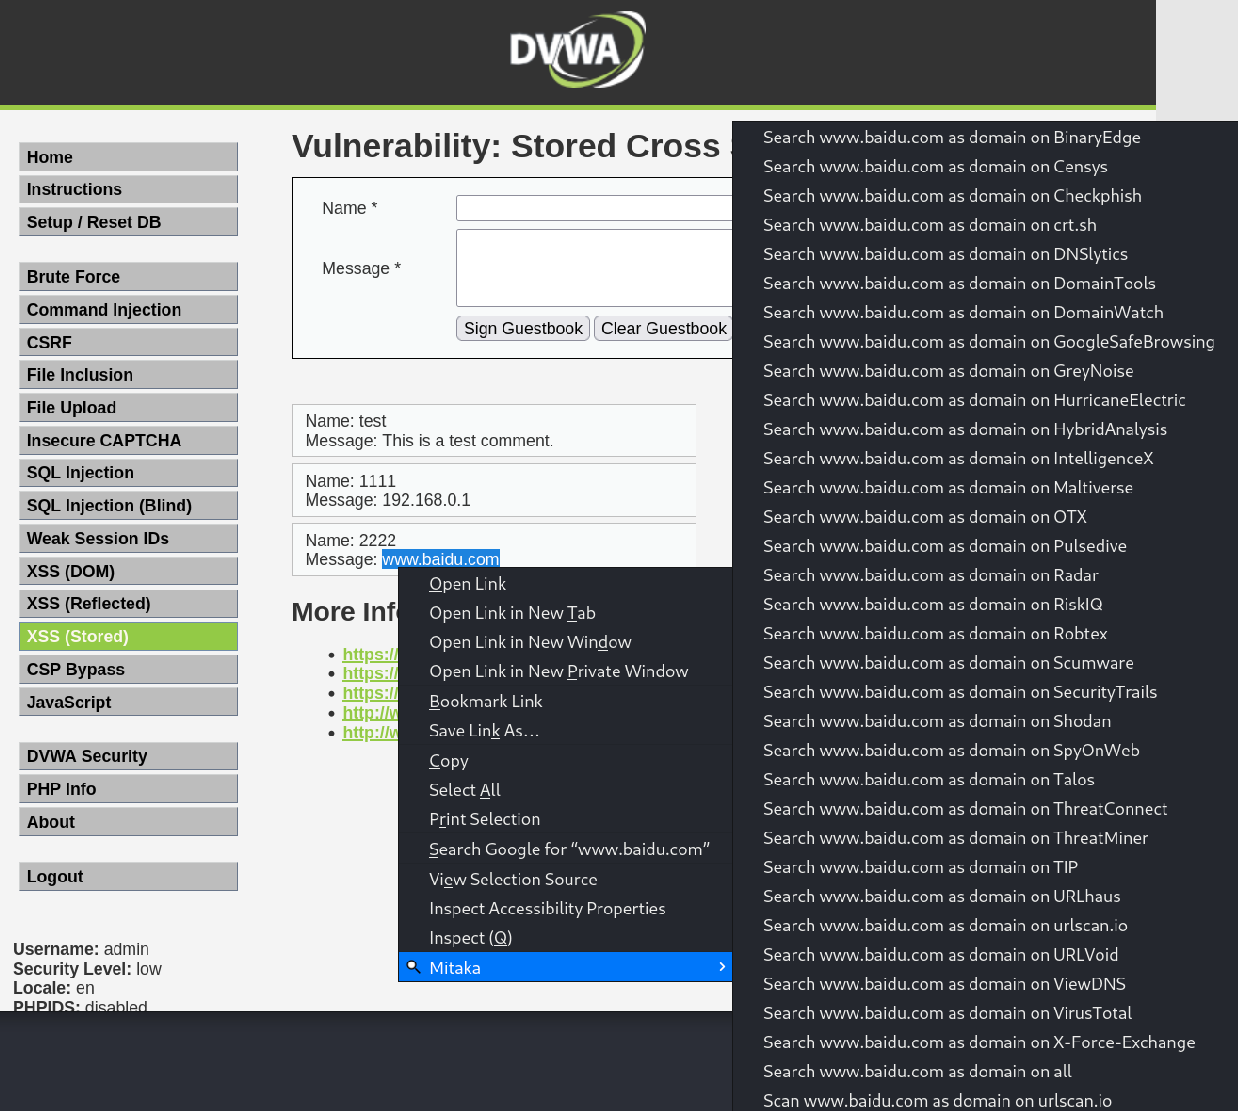 DVWA
Home
Instructions
Setup / Reset DB
Brute Force
Command Injection
CSRF
File Inclusion
File Upload
Insecure CAPTCHA
SQL Injection
SQL Injection (Blind)
Weak Session IDs
XSS (DOM)
XSS (Reflected)
XSS (Stored)
CSP Bypass
JavaScript
DVWA Security
PHP Info
About
Logout
Username: admin
Security Level: low
Locale: en
PHPIDS: disabled
Vulnerability: Stored Cross
Name *
Message *
Sign Guestbook
Clear Guestbook
Name: test
Message: This is a test comment.
Name: 1111
Message: 192.168.0.1
Name: 2222
Message: www.baidu.com
More
https://
https://
https://
http://
http://
Open Link
Open Link in New Tab
Open Link in New Window
Open Link in New Private Window
Bookmark Link
Save Link As...
Copy
Select All
Print Selection
Search Google for “www.baidu.com”
View Selection Source
Inspect Accessibility Properties
Inspect (Q)
Mitaka
Search www.baidu.com as domain on BinaryEdge
Search www.baidu.com as domain on Censys
Search www.baidu.com as domain on Checkphish
Search www.baidu.com as domain on crt.sh
Search www.baidu.com as domain on DNSlytics
Search www.baidu.com as domain on DomainTools
Search www.baidu.com as domain on DomainWatch
Search www.baidu.com as domain on GoogleSafeBrowsing
Search www.baidu.com as domain on GreyNoise
Search www.baidu.com as domain on HurricaneElectric
Search www.baidu.com as domain on HybridAnalysis
Search www.baidu.com as domain on IntelligenceX
Search www.baidu.com as domain on Maltiverse
Search www.baidu.com as domain on OTX
Search www.baidu.com as domain on Pulsedive
Search www.baidu.com as domain on Radar
Search www.baidu.com as domain on RiskIQ
Search www.baidu.com as domain on Robtex
Search www.baidu.com as domain on Scumware
Search www.baidu.com as domain on SecurityTrails
Search www.baidu.com as domain on Shodan
Search www.baidu.com as domain on SpyOnWeb
Search www.baidu.com as domain on Talos
Search www.baidu.com as domain on ThreatConnect
Search www.baidu.com as domain on ThreatMiner
Search www.baidu.com as domain on TIP
Search www.baidu.com as domain on URLhaus
Search www.baidu.com as domain on urlscan.io
Search www.baidu.com as domain on URLVoid
Search www.baidu.com as domain on ViewDNS
Search www.baidu.com as domain on VirusTotal
Search www.baidu.com as domain on X-Force-Exchange
Search www.baidu.com as domain on all
Scan www.baidu.com as domain on urlscan.io